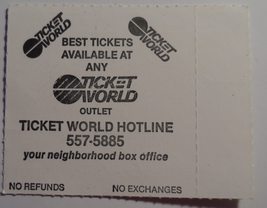 TICKET
WORLD
TICKET
WORLD
BEST TICKETS
AVAILABLE AT
ANY
TICKET
WORLD
OUTLET
TICKET WORLD HOTLINE
557-5885
your neighborhood box office
NO REFUNDS NO EXCHANGES